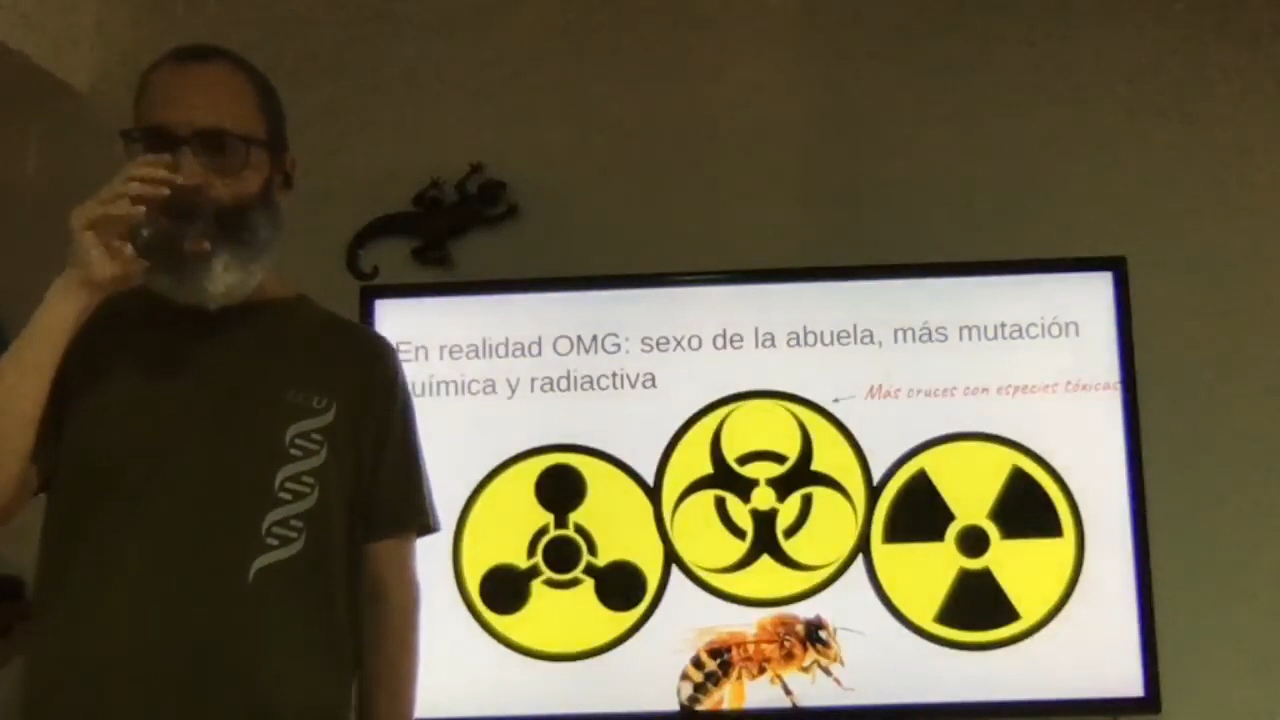 En realidad OMG: sexo de la abuela, más mutación
uímica y radiactiva
Más cruces con especies tóxicas